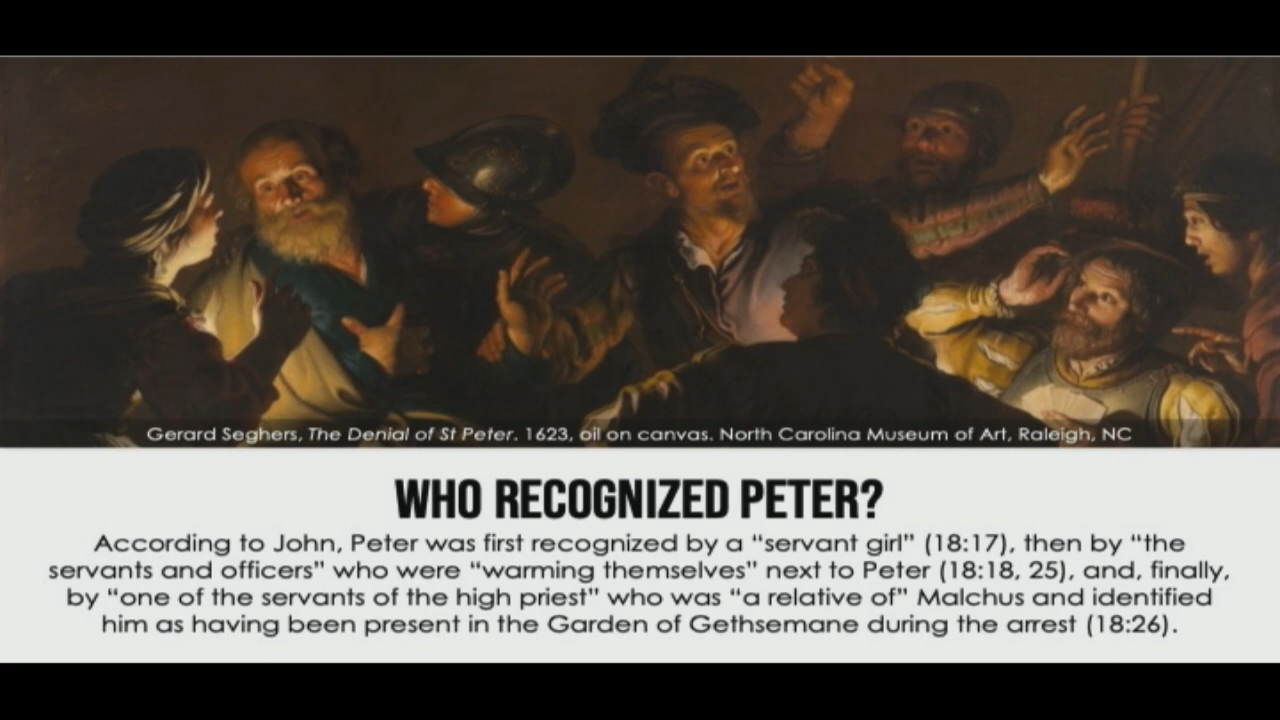 Gerard Seghers, The Denial of St Peter. 1623, oil on canvas. North Carolina Museum of Art, Raleigh, NC
WHO RECOGNIZED PETER?
According to John, Peter was first recognized by a “servant girl” (18:17), then by “the
servants and officers” who were “warming themselves” next to Peter (18:18, 25), and, finally,
by “one of the servants of the high priest” who was “a relative of” Malchus and identified
him as having been present in the Garden of Gethsemane during the arrest (18:26).